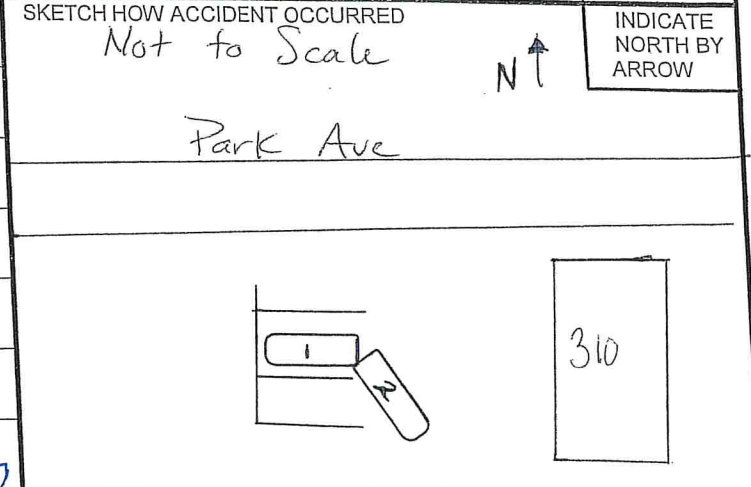 SKETCH HOW ACCIDENT OCCURRED
Not to Scale
N
INDICATE
NORTH BY
ARROW
Park Ave
1
2
310